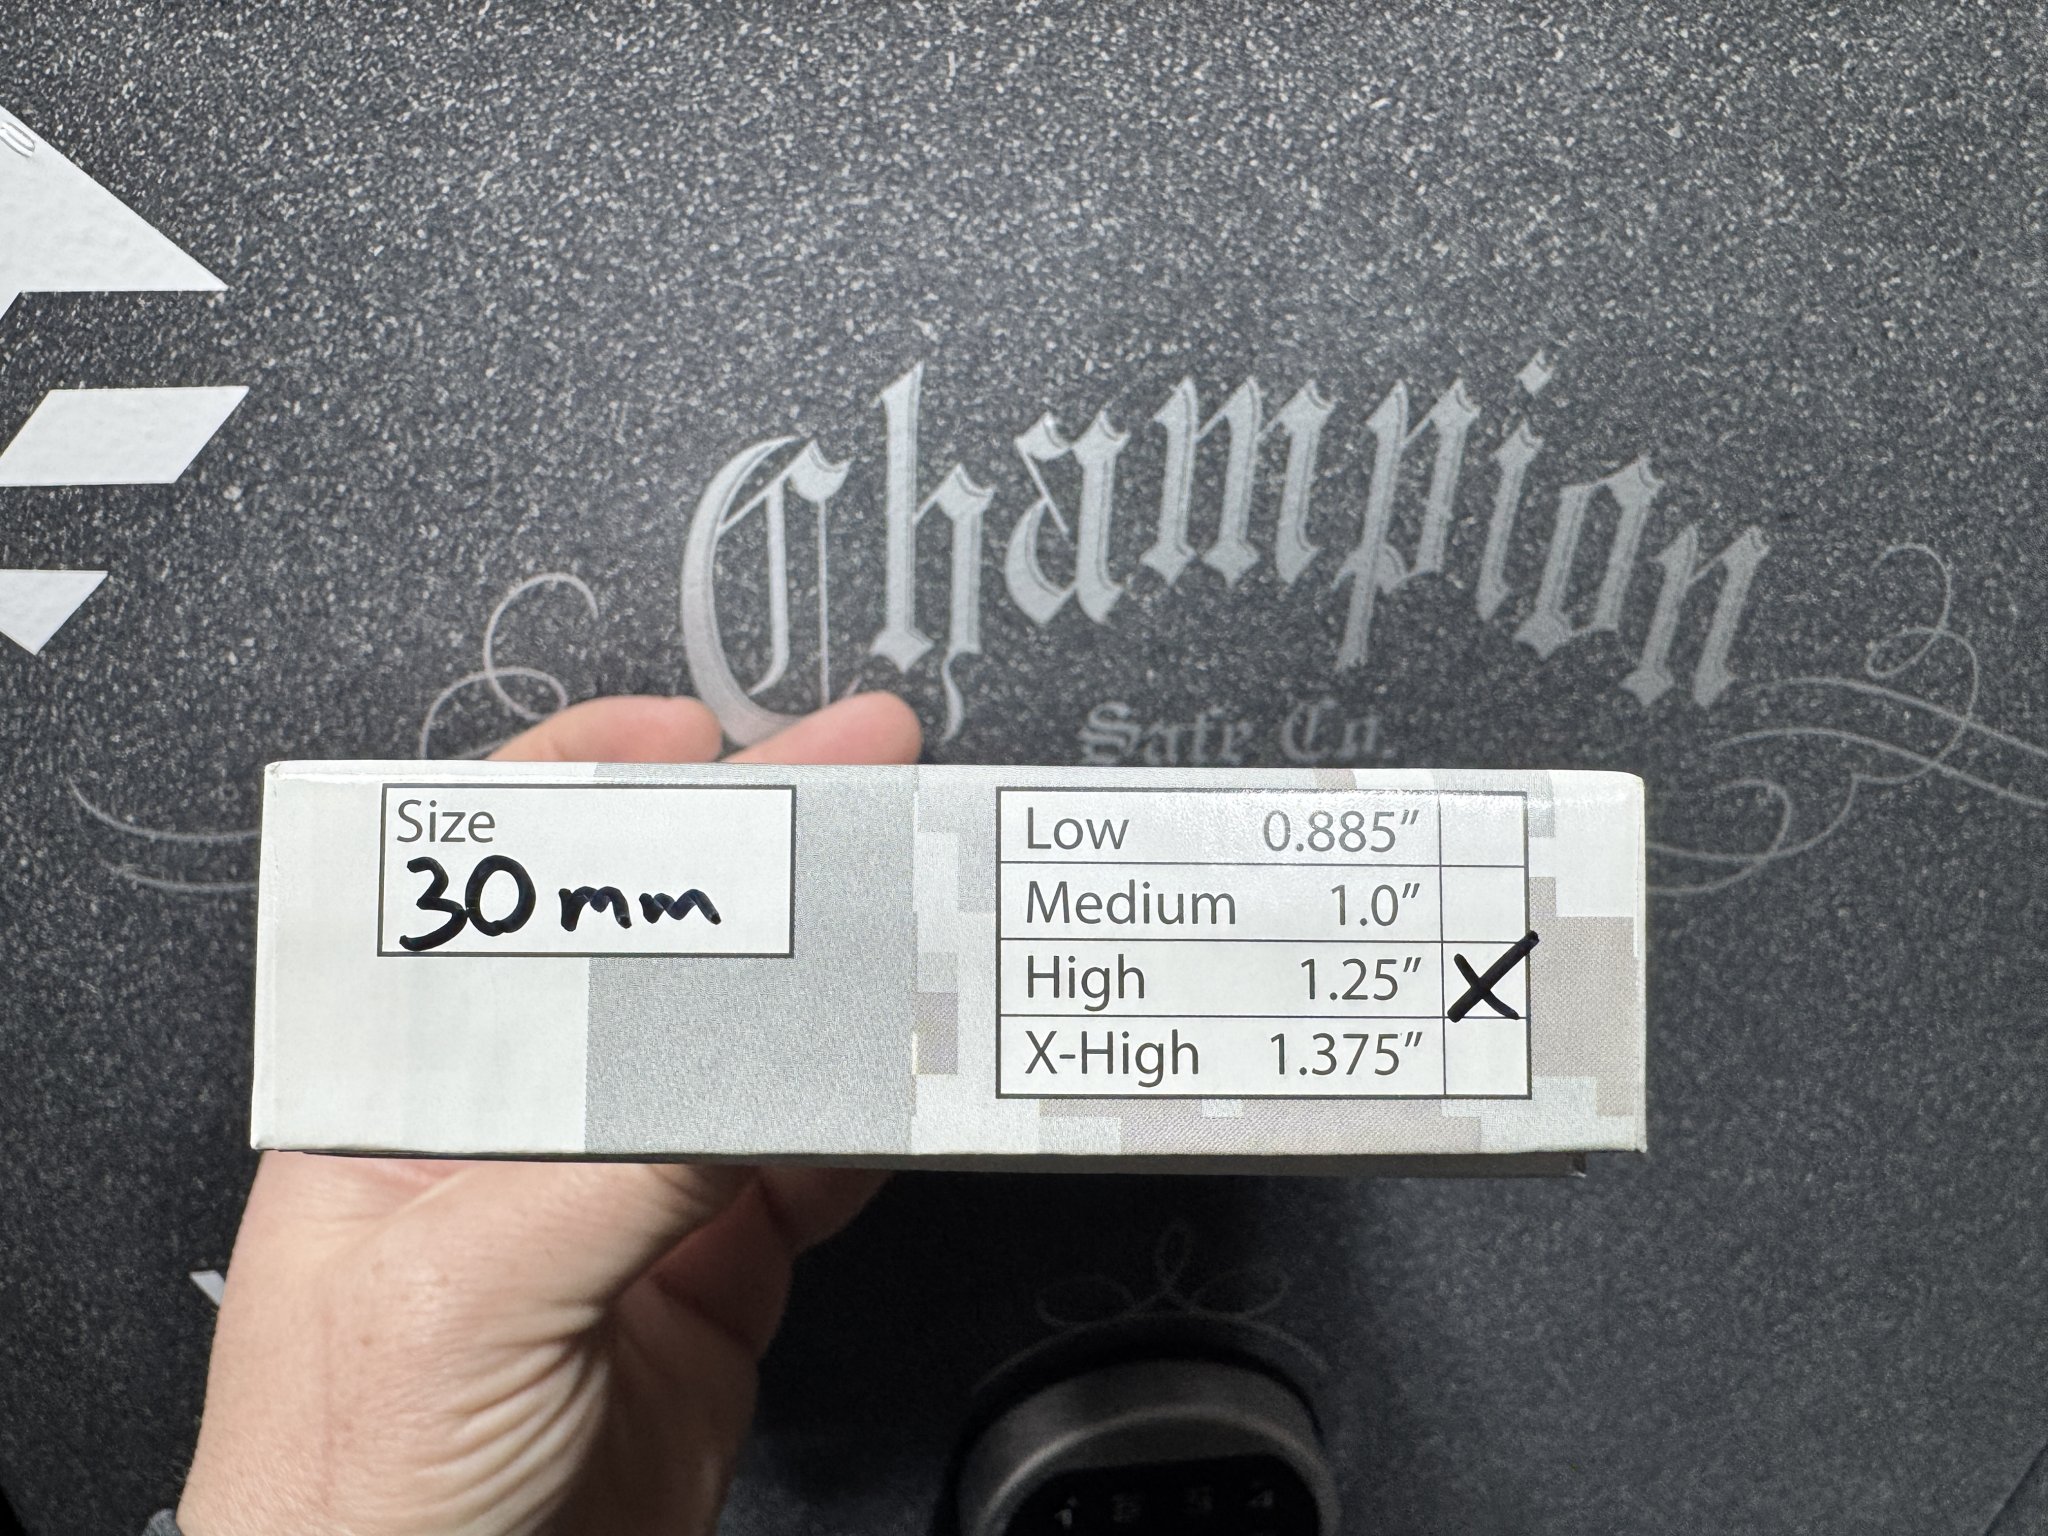 Champion
Safe Co.
Size
30 mm
Low 0.885”
Medium 1.0”
High 1.25” X
X-High 1.375”